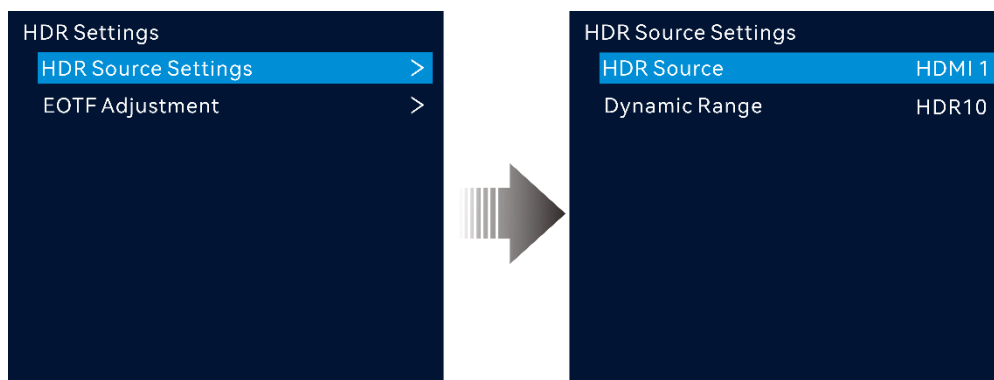 HDR Settings
HDR Source Settings >
EOTF Adjustment >
HDR Source Settings
HDR Source HDMI 1
Dynamic Range HDR10